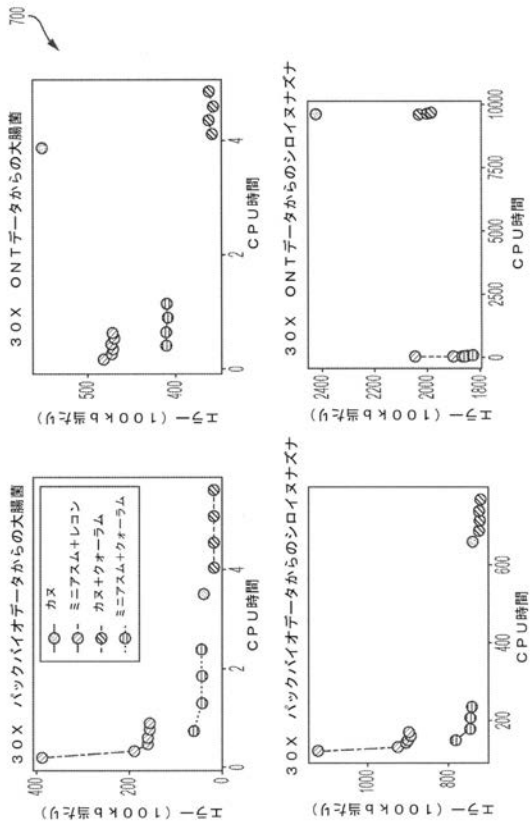 700
30X パックバイオデータからの大腸菌
エラー（100kb当たり）
400
200
0
0
2
4
CPU時間
カヌ
ミニアスム＋レコン
カヌ＋クォーラム
ミニアスム＋クォーラム
30X ONTデータからの大腸菌
エラー（100kb当たり）
500
400
0
2
4
CPU時間
30X パックバイオデータからのシロイヌナズナ
エラー（100kb当たり）
1000
800
200
400
600
CPU時間
30X ONTデータからのシロイヌナズナ
エラー（100kb当たり）
2400
2200
2000
1800
0
2500
5000
7500
10000
CPU時間